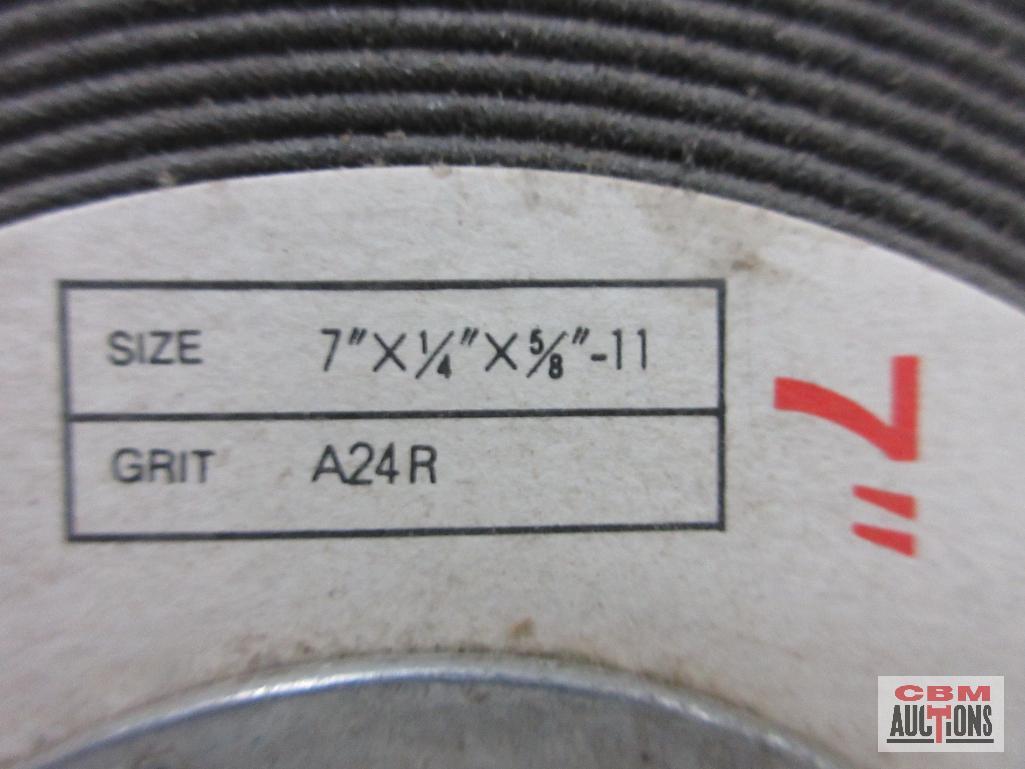 SIZE 7"X1/4"X5/8"-11
GRIT A24R
7"
CBM
AUCTIONS